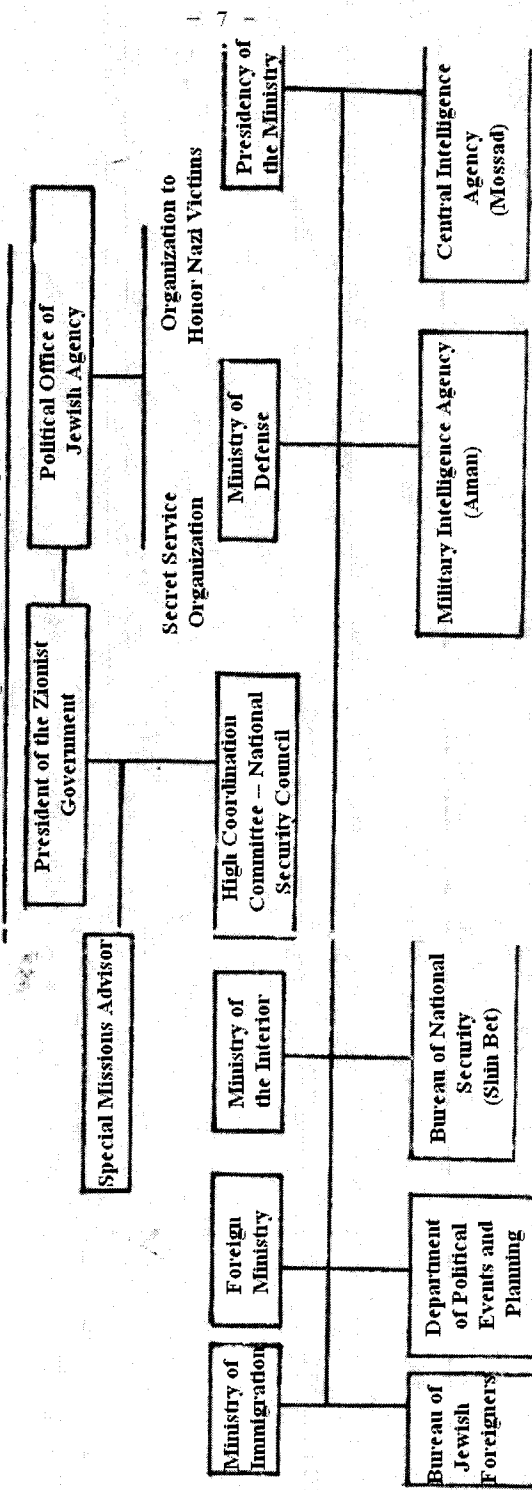 - 7 -
President of the Zionist
Government
Political Office of
Jewish Agency
Special Missions Advisor
Secret Service
Organization
Organization to
Honor Nazi Victims
Ministry of
Immigration
Foreign
Ministry
Ministry of
the Interior
High Coordination
Committee – National
Security Council
Ministry of
Defense
Presidency of
the Ministry
Bureau of
Jewish
Foreigners
Department
of Political
Events and
Planning
Bureau of National
Security
(Shin Bet)
Military Intelligence Agency
(Aman)
Central Intelligence
Agency
(Mossad)